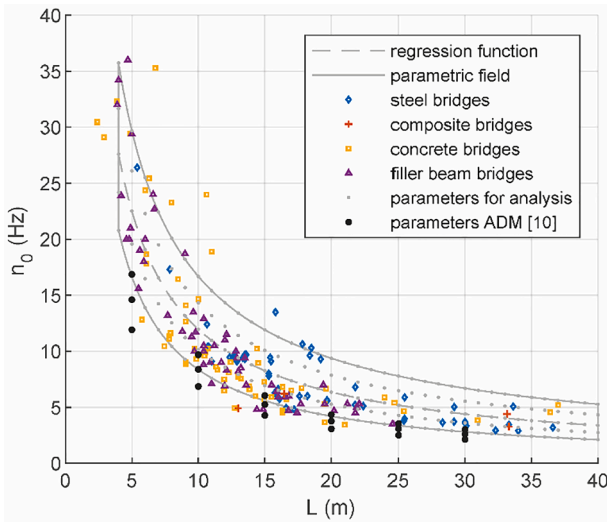 40
35
30
25
20
15
10
5
0
n0 (Hz)
regression function
parametric field
steel bridges
composite bridges
concrete bridges
filler beam bridges
parameters for analysis
parameters ADM [10]
0 5 10 15 20 25 30 35 40
L (m)